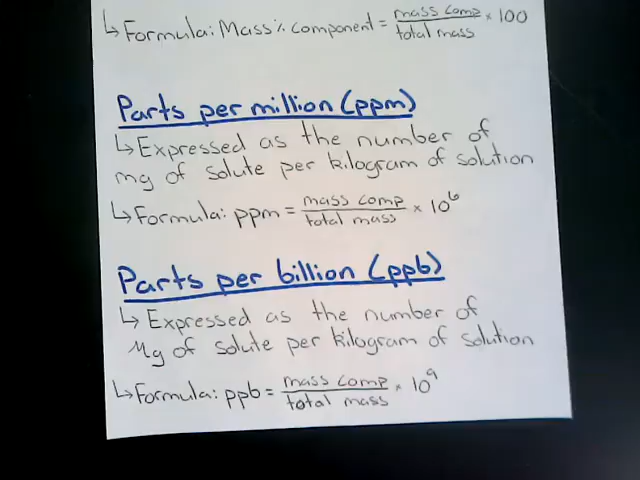 ↳ Formula: Mass % component = mass comp / total mass × 100
Parts per million (ppm)
↳ Expressed as the number of
mg of solute per kilogram of solution
↳ Formula: ppm = mass comp / total mass × 10⁶
Parts per billion (ppb)
↳ Expressed as the number of
μg of solute per kilogram of solution
↳ Formula: ppb = mass comp / total mass × 10⁹